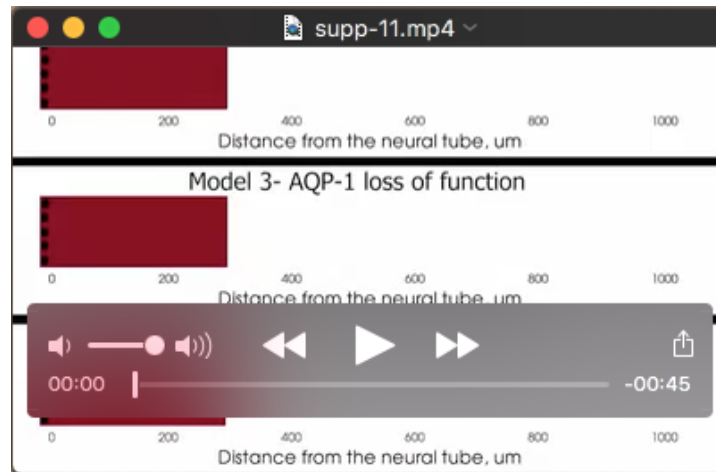 supp-11.mp4
0 200 400 600 800 1000
Distance from the neural tube, um
Model 3- AQP-1 loss of function
0 200 400 600 800 1000
Distance from the neural tube, um
00:00 -00:45
0 200 400 600 800 1000
Distance from the neural tube, um